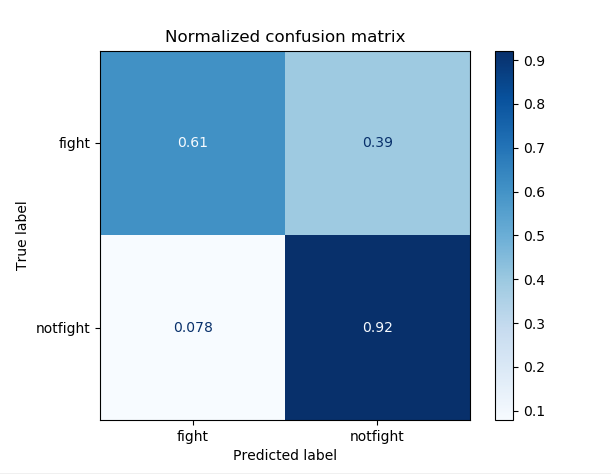 Normalized confusion matrix
True label
fight
0.61
0.39
notfight
0.078
0.92
fight
notfight
Predicted label
0.9
0.8
0.7
0.6
0.5
0.4
0.3
0.2
0.1